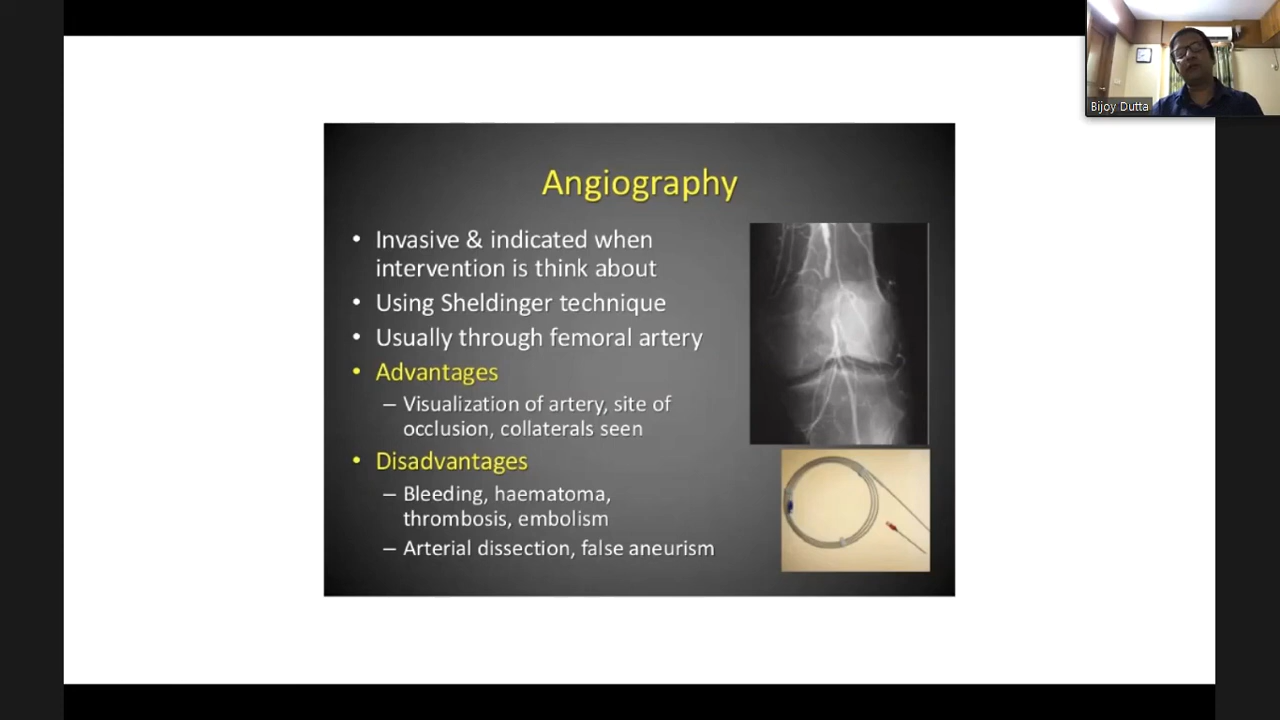 Bijoy Dutta
Angiography
• Invasive & indicated when
intervention is think about
• Using Sheldinger technique
• Usually through femoral artery
• Advantages
– Visualization of artery, site of
occlusion, collaterals seen
• Disadvantages
– Bleeding, haematoma,
thrombosis, embolism
– Arterial dissection, false aneurism